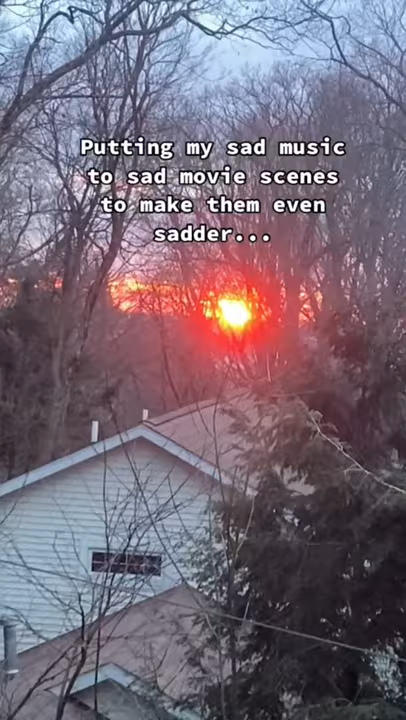 Putting my sad music
to sad movie scenes
to make them even
sadder...